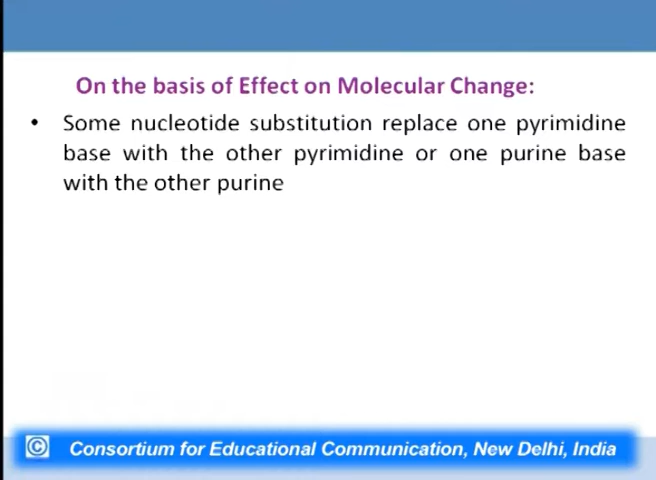 On the basis of Effect on Molecular Change:
• Some nucleotide substitution replace one pyrimidine
base with the other pyrimidine or one purine base
with the other purine
© Consortium for Educational Communication, New Delhi, India